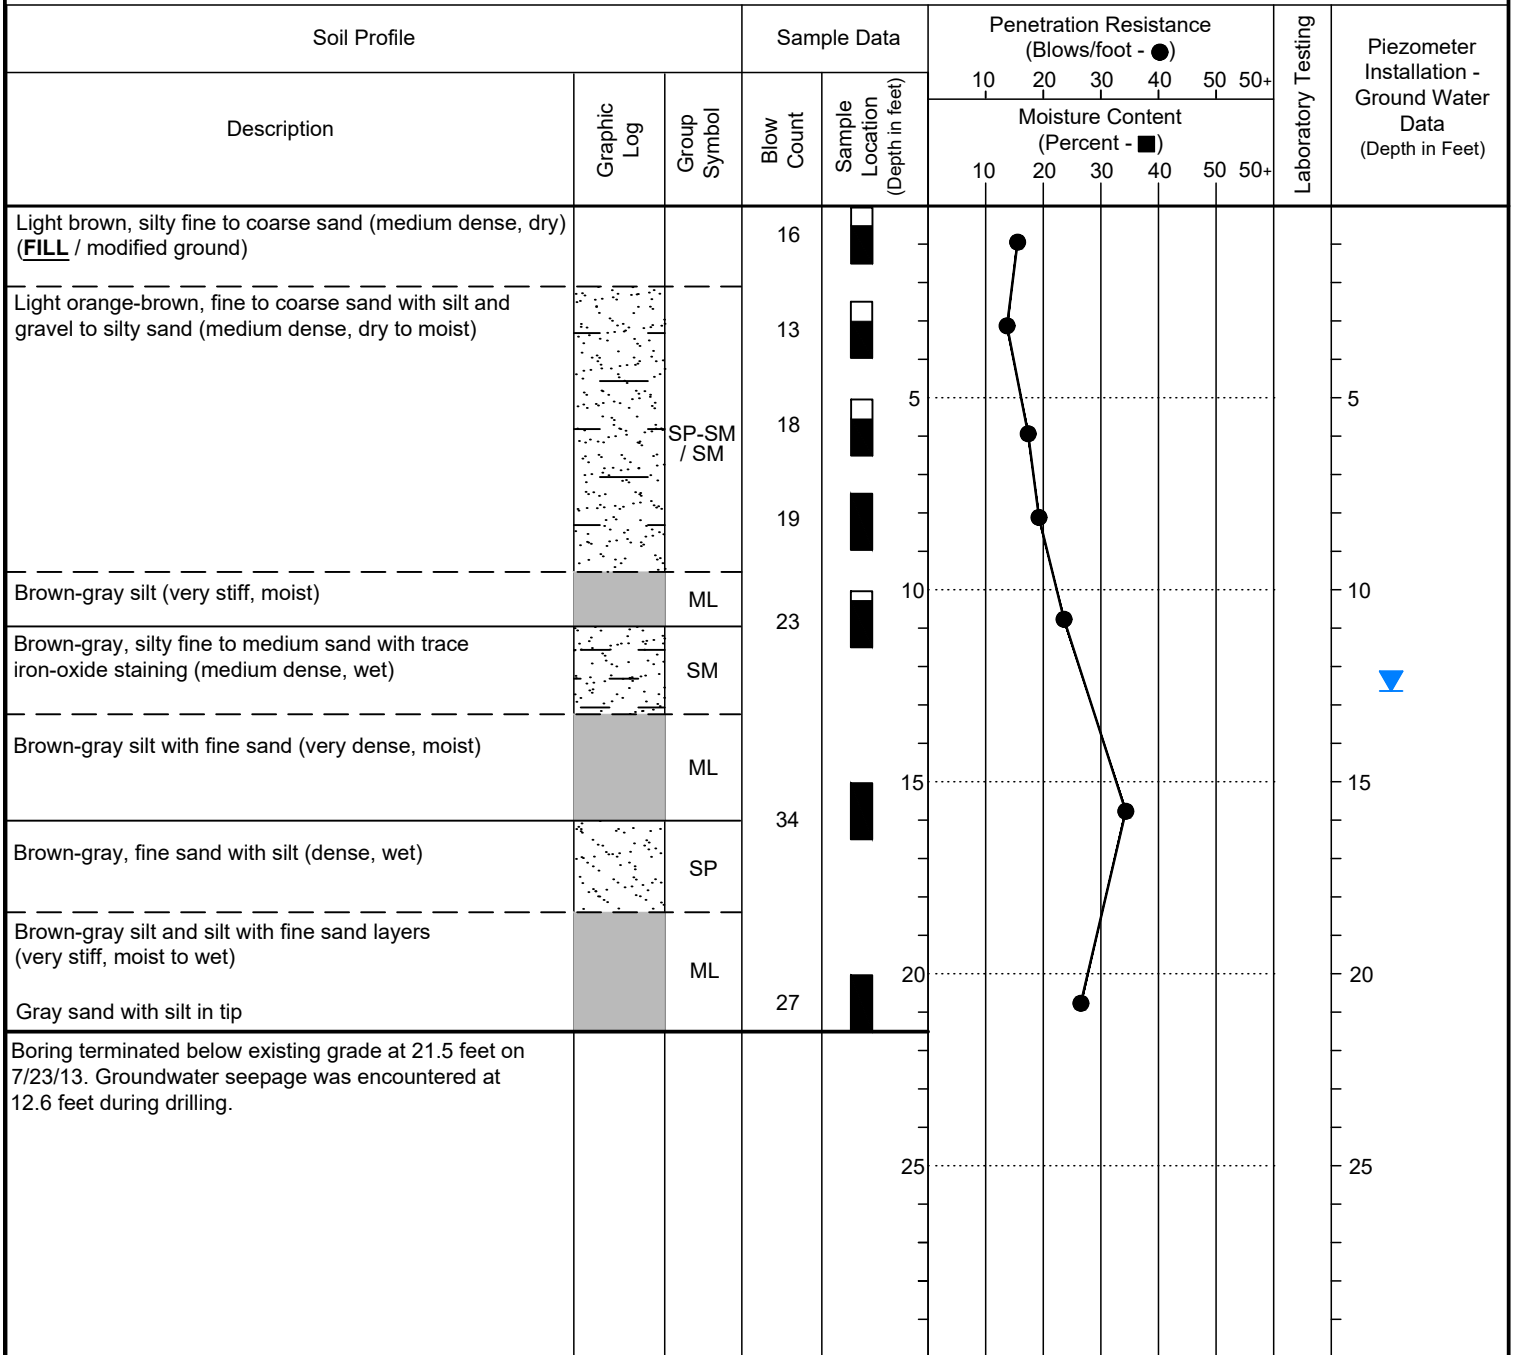 Soil Profile
Sample Data
Penetration Resistance
(Blows/foot - ●)
10 20 30 40 50 50+
Laboratory Testing
Piezometer
Installation -
Ground Water
Data
(Depth in Feet)
Description
Graphic
Log
Group
Symbol
Blow
Count
Sample
Location
(Depth in feet)
Moisture Content
(Percent - ■)
10 20 30 40 50 50+
Light brown, silty fine to coarse sand (medium dense, dry)
(FILL / modified ground)
16
Light orange-brown, fine to coarse sand with silt and
gravel to silty sand (medium dense, dry to moist)
SP-SM
/ SM
13
5
5
18
19
Brown-gray silt (very stiff, moist)
ML
10
10
23
Brown-gray, silty fine to medium sand with trace
iron-oxide staining (medium dense, wet)
SM
Brown-gray silt with fine sand (very dense, moist)
ML
15
15
34
Brown-gray, fine sand with silt (dense, wet)
SP
Brown-gray silt and silt with fine sand layers
(very stiff, moist to wet)
ML
20
20
Gray sand with silt in tip
27
Boring terminated below existing grade at 21.5 feet on
7/23/13. Groundwater seepage was encountered at
12.6 feet during drilling.
25
25